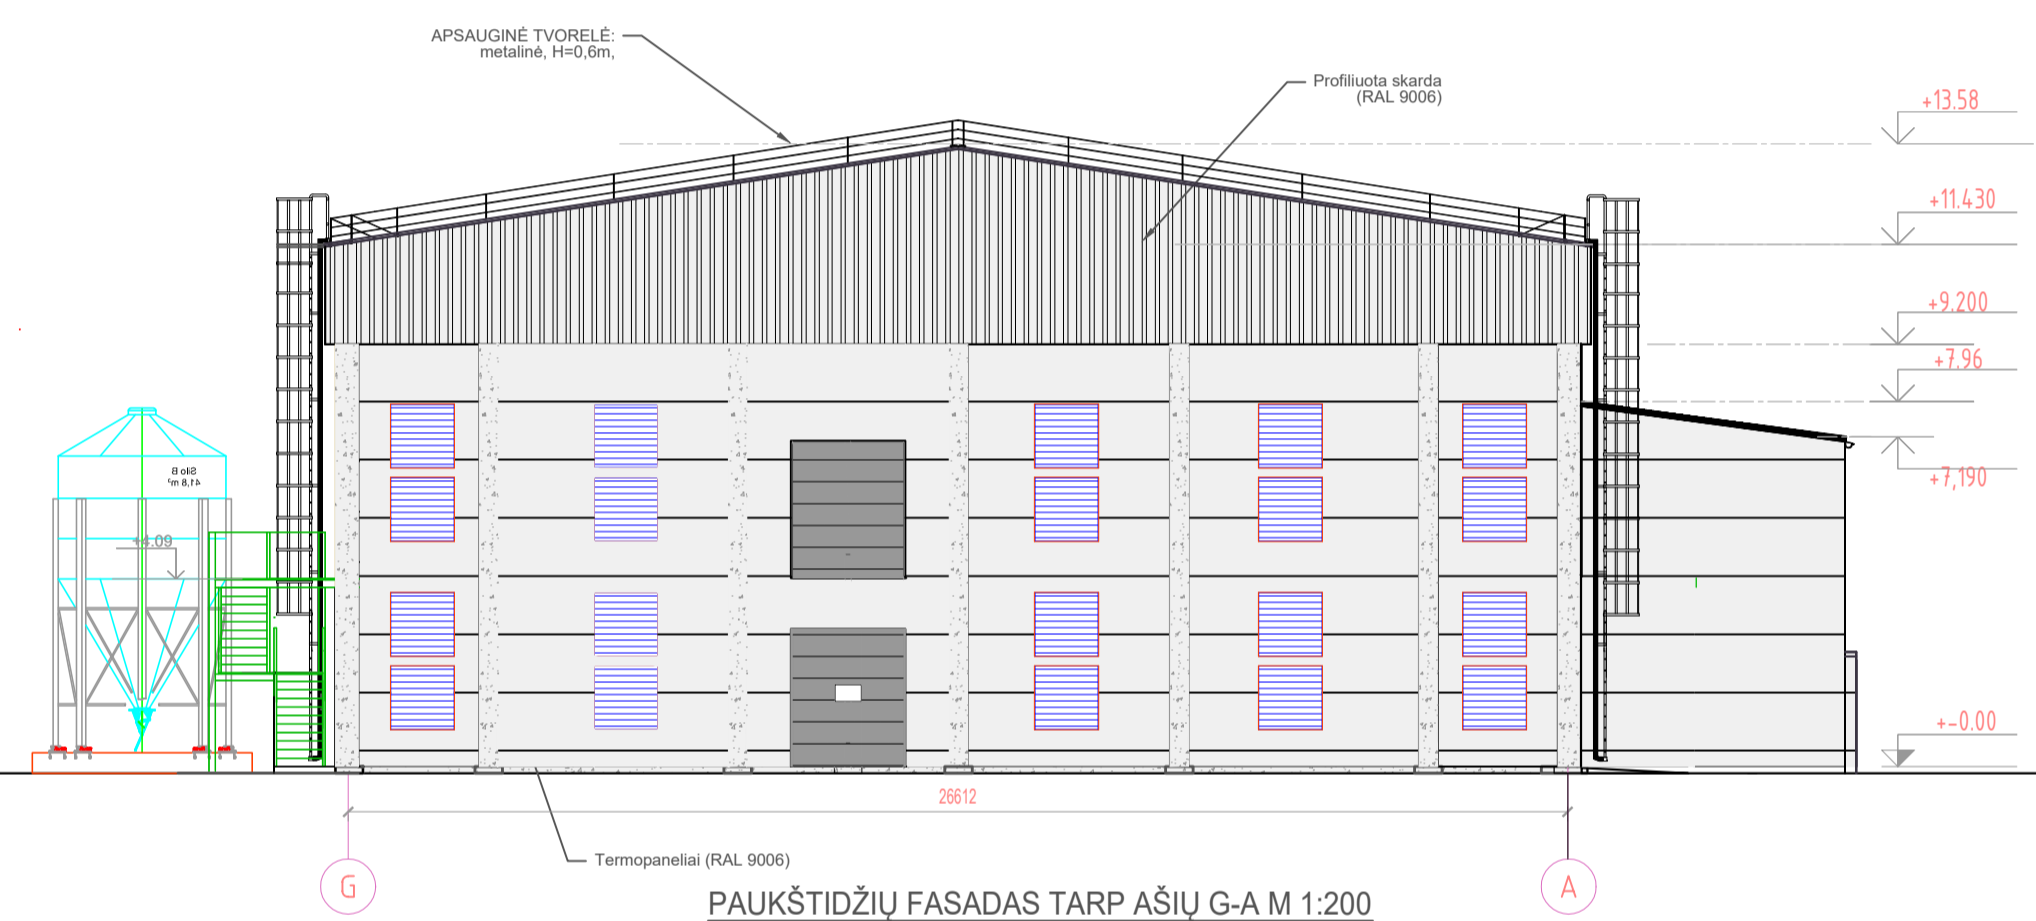 APSAUGINĖ TVORELĖ:
metalinė, H=0,6m,
Profiliuota skarda
(RAL 9006)
+13.58
+11.430
+9.200
+7.96
+7,190
Silo B
41,8 m³
+4.09
+-0.00
26612
Termopaneliai (RAL 9006)
G
A
PAUKŠTIDŽIŲ FASADAS TARP AŠIŲ G-A M 1:200